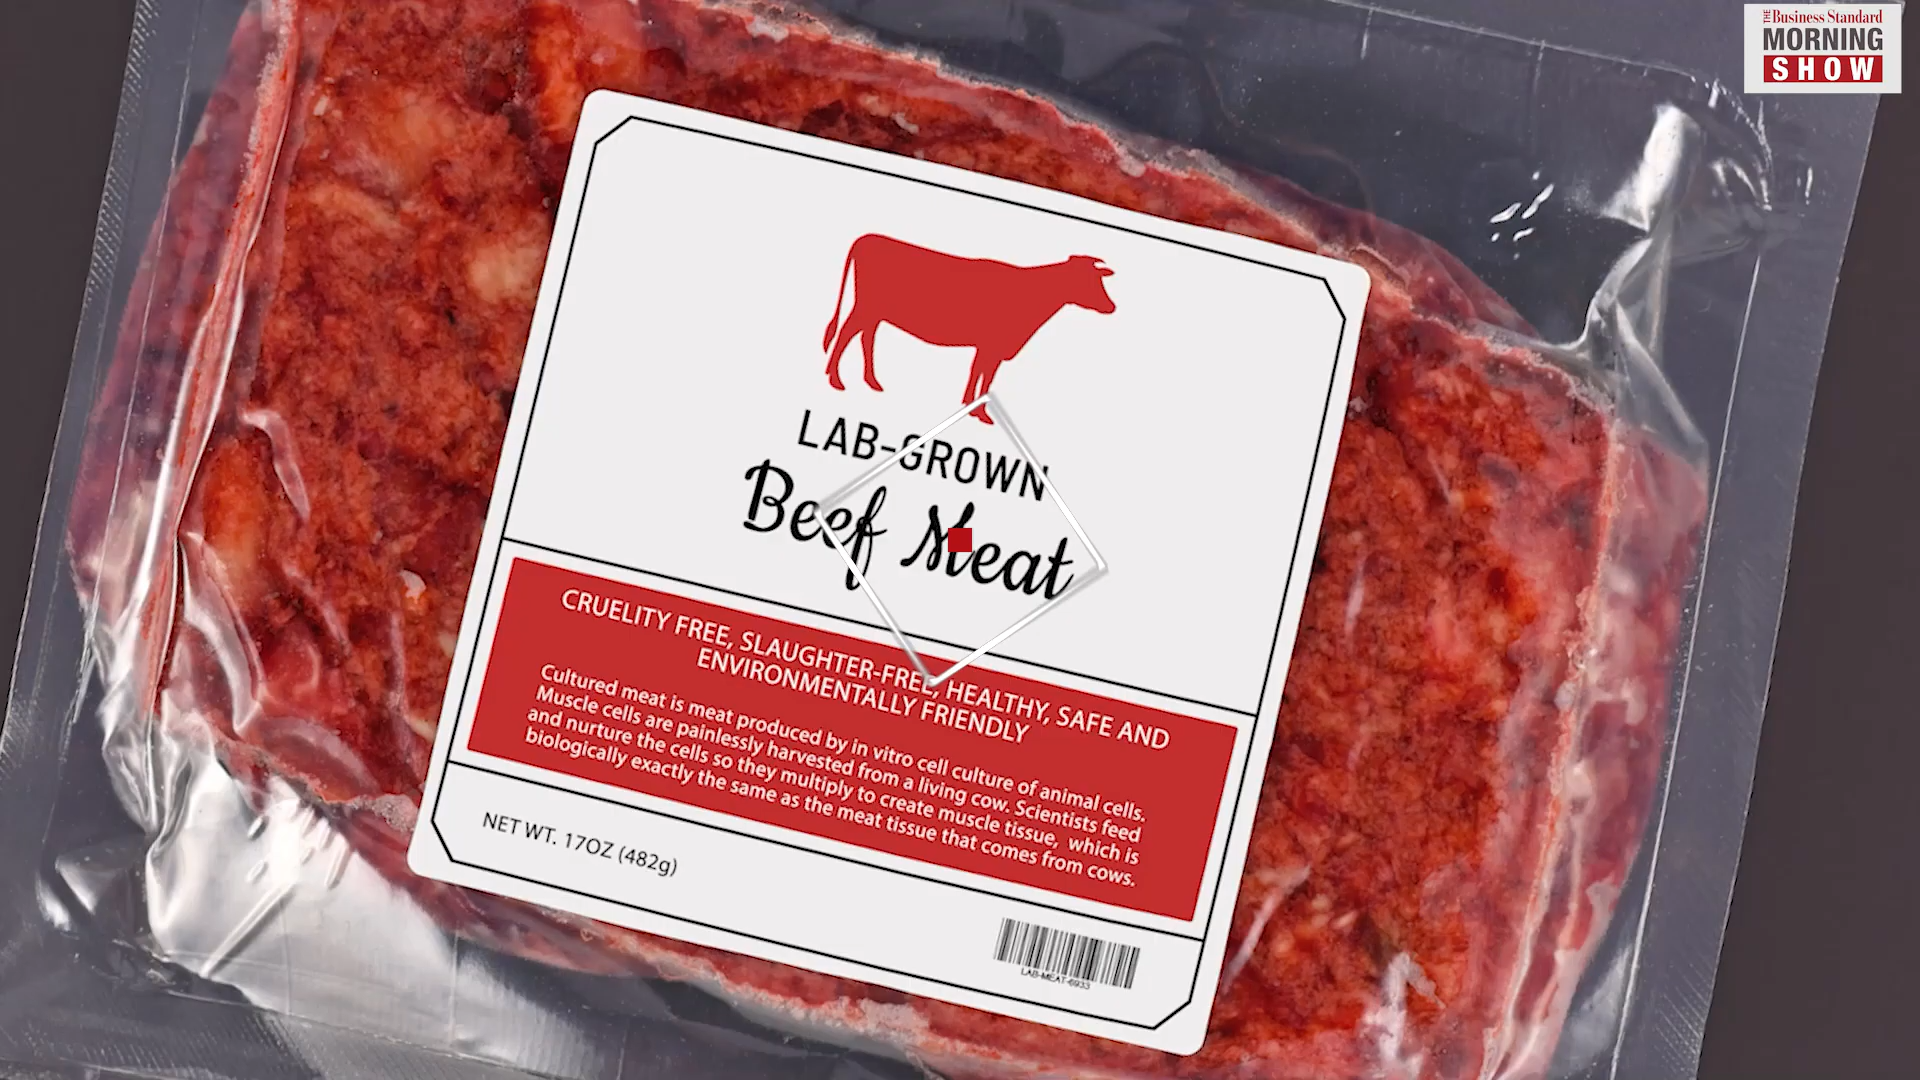 THE Business Standard
MORNING
SHOW
LAB-GROWN
Beef Meat
CRUELITY FREE, SLAUGHTER-FREE, HEALTHY, SAFE AND
ENVIRONMENTALLY FRIENDLY
Cultured meat is meat produced by in vitro cell culture of animal cells.
Muscle cells are painlessly harvested from a living cow. Scientists feed
and nurture the cells so they multiply to create muscle tissue, which is
biologically exactly the same as the meat tissue that comes from cows.
NET WT. 17OZ (482g)
LAB-MEAT-6933